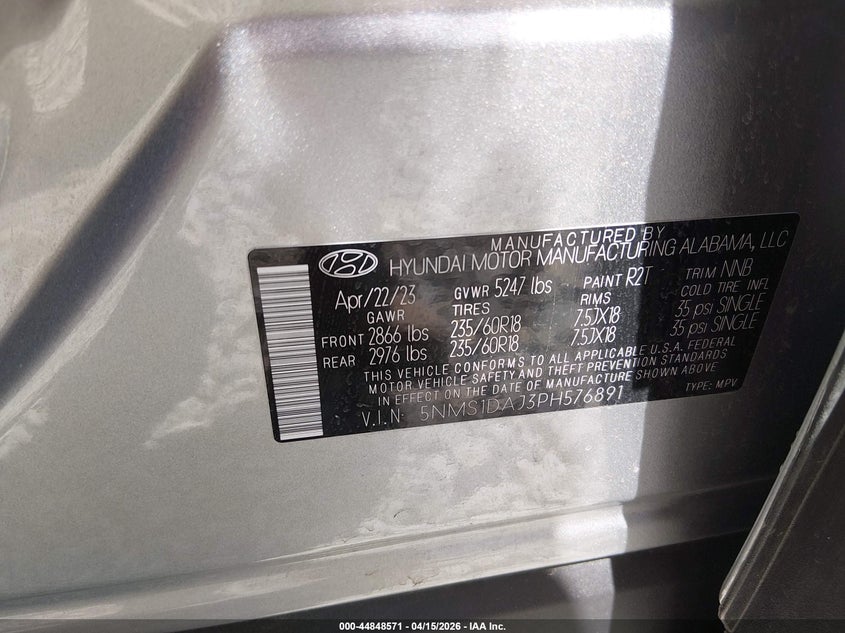 MANUFACTURED BY
HYUNDAI MOTOR MANUFACTURING ALABAMA, LLC
Apr/22/23 GVWR 5247 lbs PAINT R2T TRIM NNB
GAWR TIRES RIMS COLD TIRE INFL
FRONT 2866 lbs 235/60R18 7.5JX18 35 psi SINGLE
REAR 2976 lbs 235/60R18 7.5JX18 35 psi SINGLE
THIS VEHICLE CONFORMS TO ALL APPLICABLE U.S.A. FEDERAL
MOTOR VEHICLE SAFETY AND THEFT PREVENTION STANDARDS
IN EFFECT ON THE DATE OF MANUFACTURE SHOWN ABOVE
V.I.N: 5NMS1DAJ3PH576891 TYPE: MPV
000-44848571 - 04/15/2026 - IAA Inc.